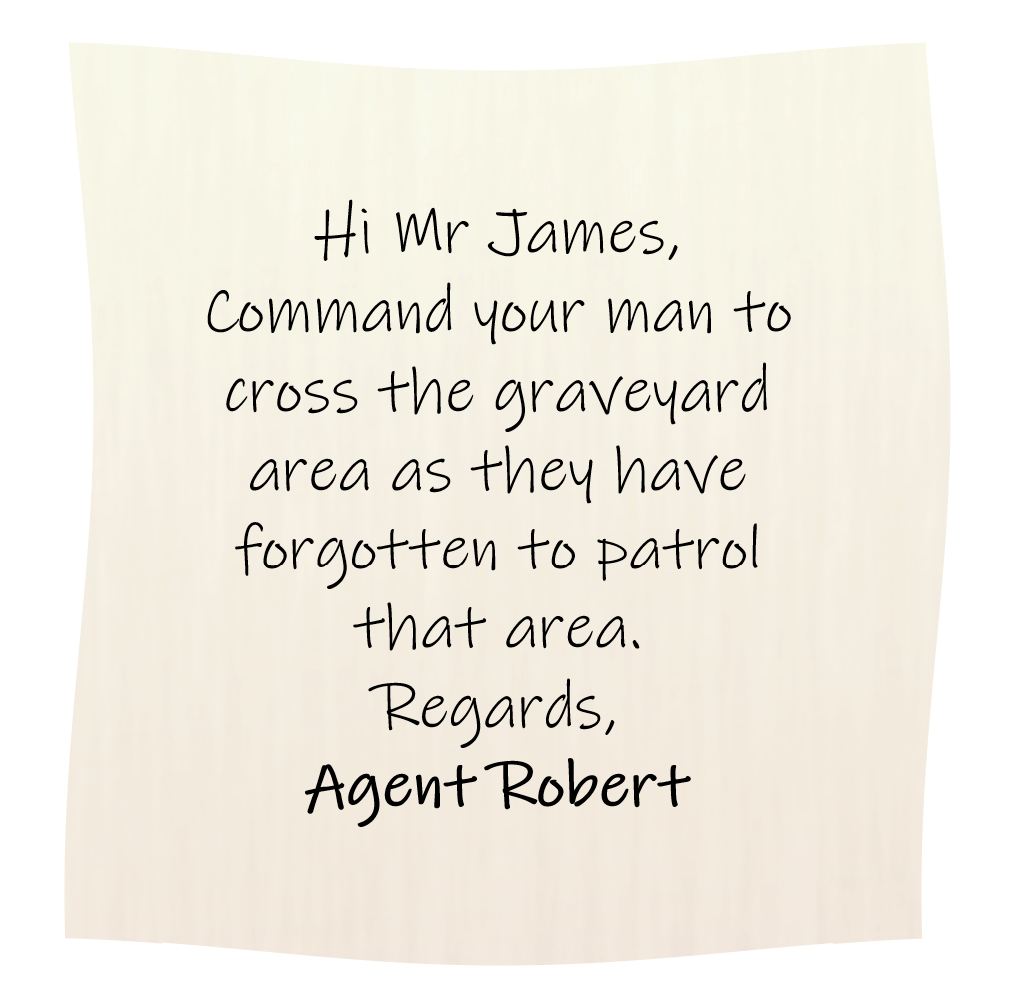 Hi Mr James,
Command your man to
cross the graveyard
area as they have
forgotten to patrol
that area.
Regards,
Agent Robert